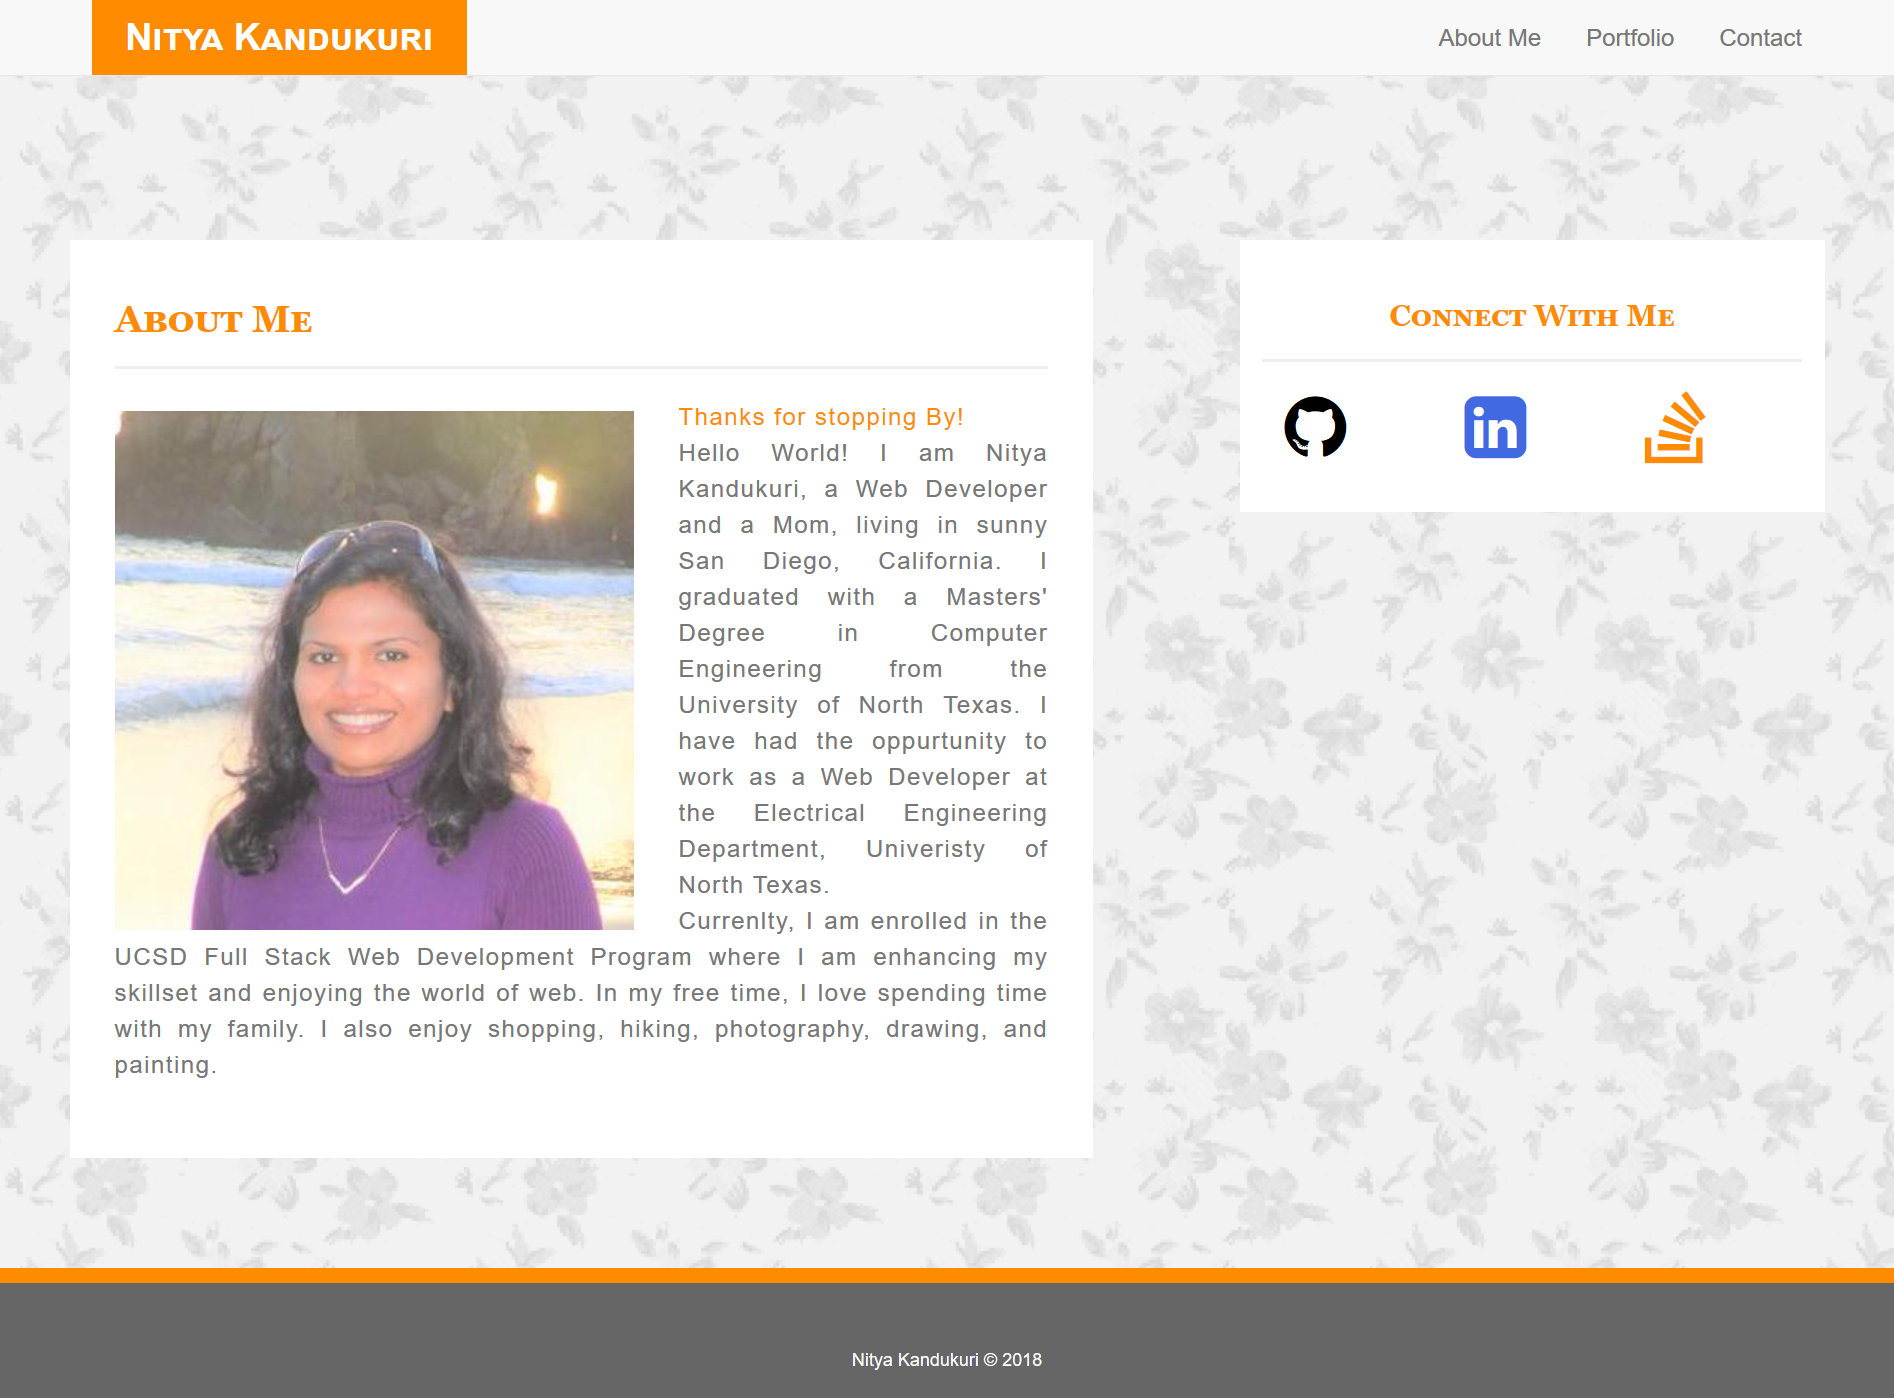 Nitya Kandukuri
About Me Portfolio Contact
About Me
Thanks for stopping By!
Hello World! I am Nitya
Kandukuri, a Web Developer
and a Mom, living in sunny
San Diego, California. I
graduated with a Masters'
Degree in Computer
Engineering from the
University of North Texas. I
have had the oppurtunity to
work as a Web Developer at
the Electrical Engineering
Department, Univeristy of
North Texas.
Currenlty, I am enrolled in the
UCSD Full Stack Web Development Program where I am enhancing my
skillset and enjoying the world of web. In my free time, I love spending time
with my family. I also enjoy shopping, hiking, photography, drawing, and
painting.
Connect With Me
in
Nitya Kandukuri © 2018